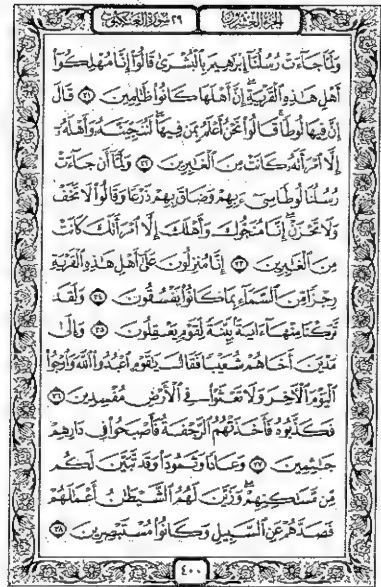 الجزء العشرون ٢٩ سورة العنكبوت
وَلَمَّا جَآءَتْ رُسُلُنَآ إِبْرَٰهِيمَ بِٱلْبُشْرَىٰ قَالُوٓا۟ إِنَّا مُهْلِكُوٓا۟
أَهْلِ هَٰذِهِ ٱلْقَرْيَةِ ۖ إِنَّ أَهْلَهَا كَانُوا۟ ظَٰلِمِينَ ٣١ قَالَ
إِنَّ فِيهَا لُوطًا ۚ قَالُوا۟ نَحْنُ أَعْلَمُ بِمَن فِيهَا ۖ لَنُنَجِّيَنَّهُۥ وَأَهْلَهُۥٓ
إِلَّا ٱمْرَأَتَهُۥ كَانَتْ مِنَ ٱلْغَٰبِرِينَ ٣٢ وَلَمَّآ أَن جَآءَتْ
رُسُلُنَا لُوطًا سِىٓءَ بِهِمْ وَضَاقَ بِهِمْ ذَرْعًا وَقَالُوا۟ لَا تَخَفْ
وَلَا تَحْزَنْ ۖ إِنَّا مُنَجُّوكَ وَأَهْلَكَ إِلَّا ٱمْرَأَتَكَ كَانَتْ
مِنَ ٱلْغَٰبِرِينَ ٣٣ إِنَّا مُنزِلُونَ عَلَىٰٓ أَهْلِ هَٰذِهِ ٱلْقَرْيَةِ
رِجْزًا مِّنَ ٱلسَّمَآءِ بِمَا كَانُوا۟ يَفْسُقُونَ ٣٤ وَلَقَد
تَّرَكْنَا مِنْهَآ ءَايَةًۢ بَيِّنَةً لِّقَوْمٍ يَعْقِلُونَ ٣٥ وَإِلَىٰ
مَدْيَنَ أَخَاهُمْ شُعَيْبًا فَقَالَ يَٰقَوْمِ ٱعْبُدُوا۟ ٱللَّهَ وَٱرْجُوا۟
ٱلْيَوْمَ ٱلْءَاخِرَ وَلَا تَعْثَوْا۟ فِى ٱلْأَرْضِ مُفْسِدِينَ ٣٦
فَكَذَّبُوهُ فَأَخَذَتْهُمُ ٱلرَّجْفَةُ فَأَصْبَحُوا۟ فِى دَارِهِمْ
جَٰثِمِينَ ٣٧ وَعَادًا وَثَمُودَا۟ وَقَد تَّبَيَّنَ لَكُم
مِّن مَّسَٰكِنِهِمْ ۖ وَزَيَّنَ لَهُمُ ٱلشَّيْطَٰنُ أَعْمَٰلَهُمْ
فَصَدَّهُمْ عَنِ ٱلسَّبِيلِ وَكَانُوا۟ مُسْتَبْصِرِينَ ٣٨
٤٠٠